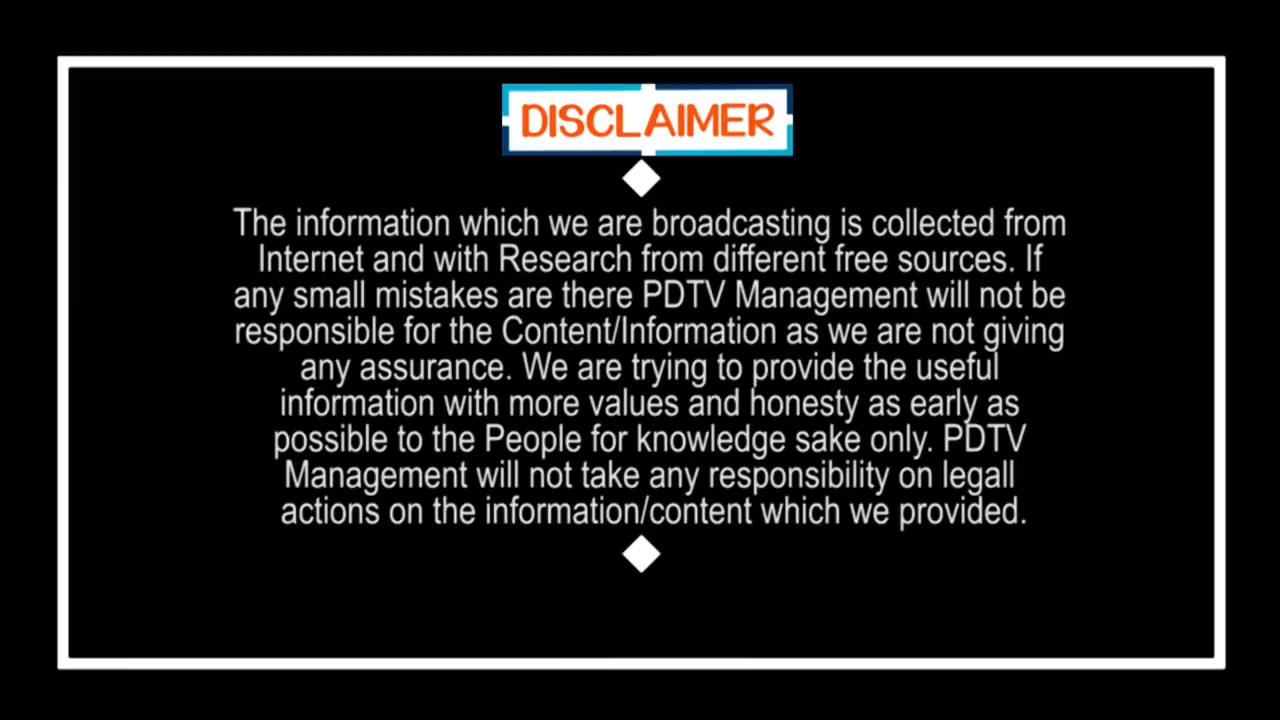 DISCLAIMER
The information which we are broadcasting is collected from
Internet and with Research from different free sources. If
any small mistakes are there PDTV Management will not be
responsible for the Content/Information as we are not giving
any assurance. We are trying to provide the useful
information with more values and honesty as early as
possible to the People for knowledge sake only. PDTV
Management will not take any responsibility on legall
actions on the information/content which we provided.